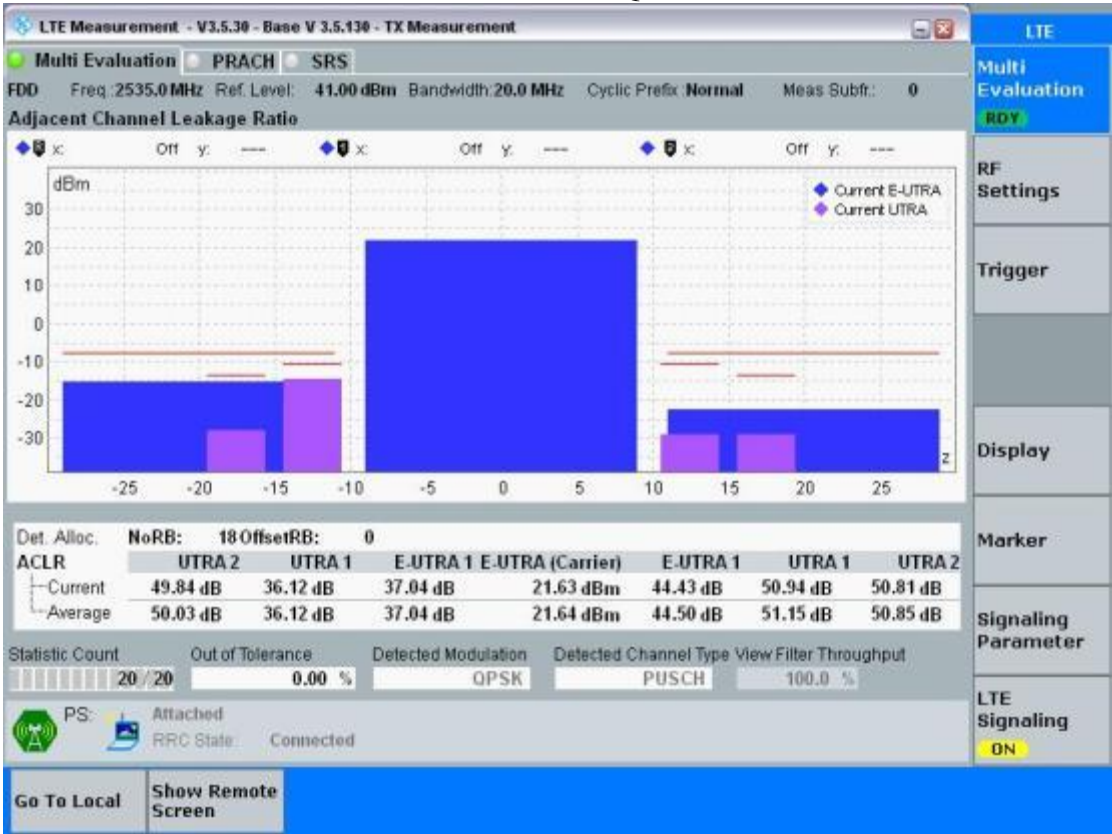 LTE Measurement - V3.5.30 - Base V 3.5.130 - TX Measurement
Multi Evaluation PRACH SRS
FDD Freq.:2535.0 MHz Ref. Level: 41.00 dBm Bandwidth:20.0 MHz Cyclic Prefix :Normal Meas Subfr.: 0
Adjacent Channel Leakage Ratio
x: Off y: --- x: Off y: --- x: Off y: ---
dBm
Current E-UTRA
Current UTRA
30
20
10
0
-10
-20
-30
z
-25 -20 -15 -10 -5 0 5 10 15 20 25
Det. Alloc. NoRB: 18 OffsetRB: 0
ACLR UTRA 2 UTRA 1 E-UTRA 1 E-UTRA (Carrier) E-UTRA 1 UTRA 1 UTRA 2
Current 49.84 dB 36.12 dB 37.04 dB 21.63 dBm 44.43 dB 50.94 dB 50.81 dB
Average 50.03 dB 36.12 dB 37.04 dB 21.64 dBm 44.50 dB 51.15 dB 50.85 dB
Statistic Count Out of Tolerance Detected Modulation Detected Channel Type View Filter Throughput
20 / 20 0.00 % QPSK PUSCH 100.0 %
PS: Attached
RRC State: Connected
Go To Local
Show Remote
Screen
LTE
Multi
Evaluation
RDY
RF
Settings
Trigger
Display
Marker
Signaling
Parameter
LTE
Signaling
ON